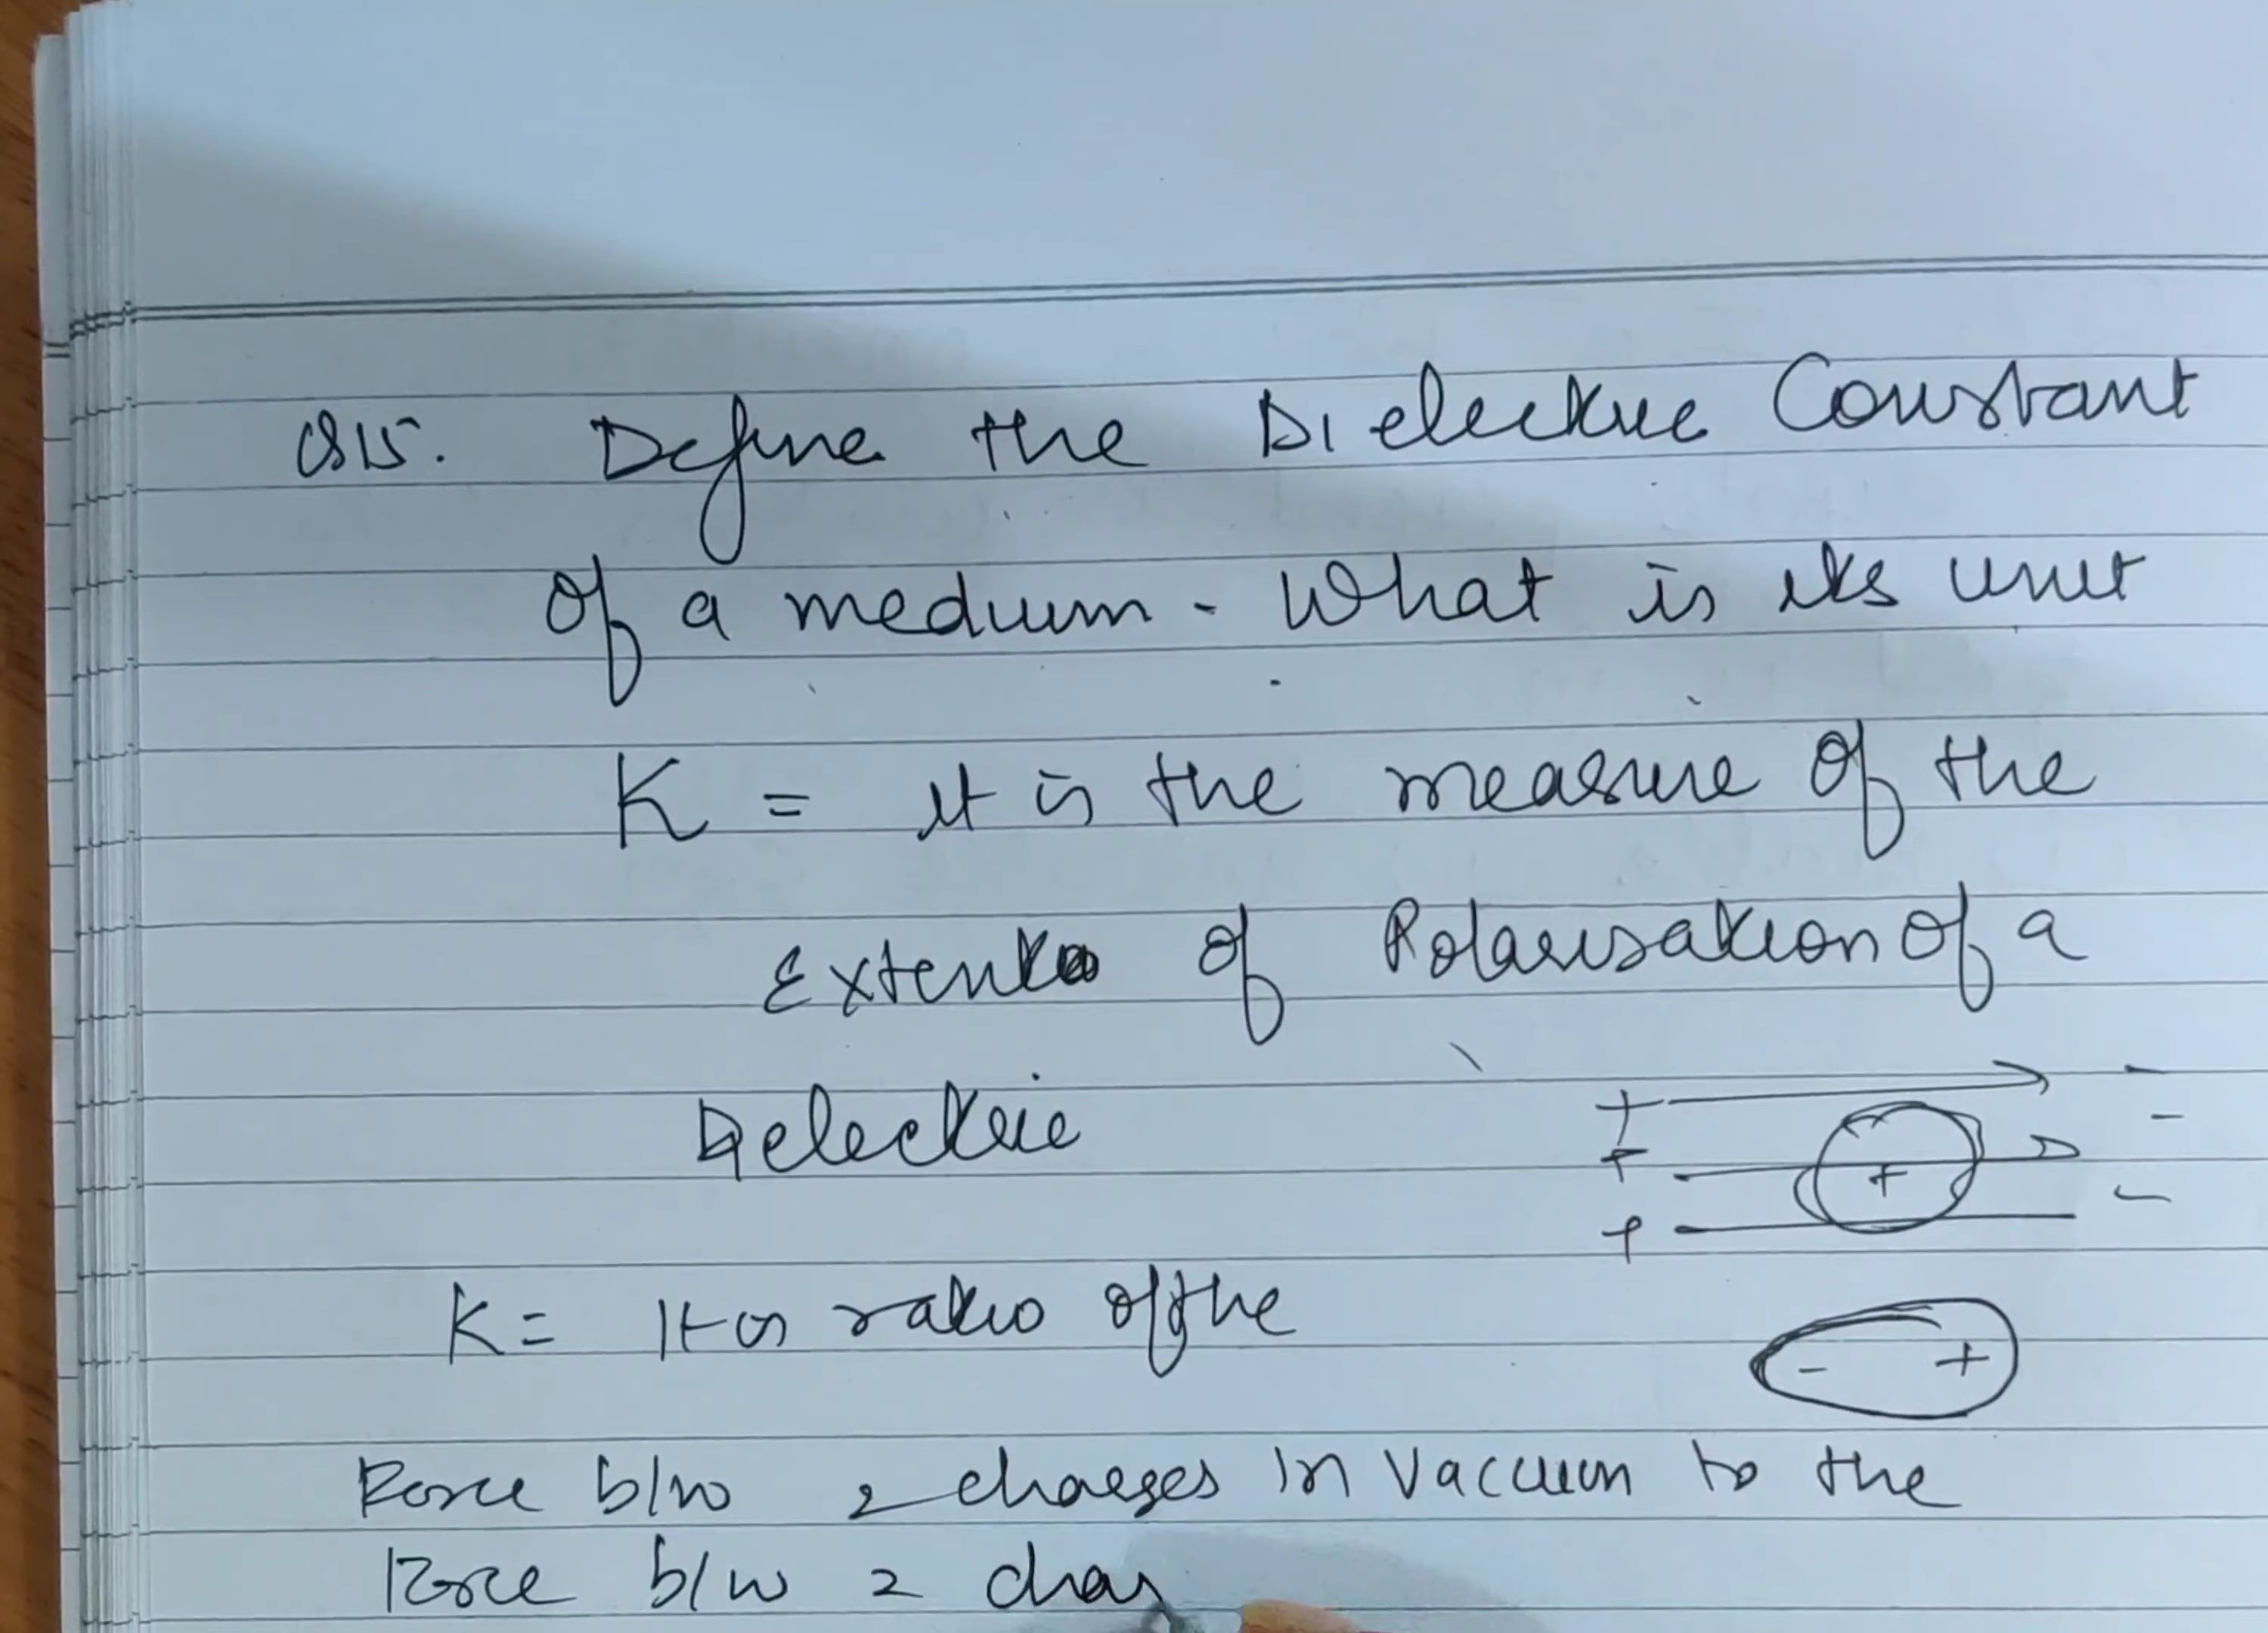 Q15. Define the Dielectric Constant
of a medium. What is its unit
K = It is the measure of the
Extent of Polarisation of a
Dielectric
+ -
+ -
+
+ -
K = It is ratio of the
- +
Force b/w 2 charges in Vacuum to the
Force b/w 2 char